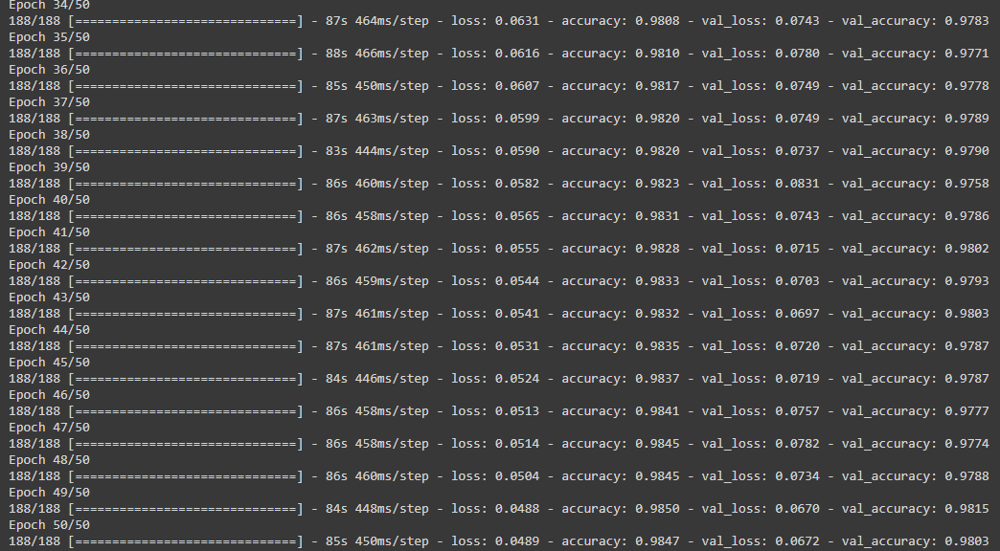 Epoch 34/50
188/188 [==============================] - 87s 464ms/step - loss: 0.0631 - accuracy: 0.9808 - val_loss: 0.0743 - val_accuracy: 0.9783
Epoch 35/50
188/188 [==============================] - 88s 466ms/step - loss: 0.0616 - accuracy: 0.9810 - val_loss: 0.0780 - val_accuracy: 0.9771
Epoch 36/50
188/188 [==============================] - 85s 450ms/step - loss: 0.0607 - accuracy: 0.9817 - val_loss: 0.0749 - val_accuracy: 0.9778
Epoch 37/50
188/188 [==============================] - 87s 463ms/step - loss: 0.0599 - accuracy: 0.9820 - val_loss: 0.0749 - val_accuracy: 0.9789
Epoch 38/50
188/188 [==============================] - 83s 444ms/step - loss: 0.0590 - accuracy: 0.9820 - val_loss: 0.0737 - val_accuracy: 0.9790
Epoch 39/50
188/188 [==============================] - 86s 460ms/step - loss: 0.0582 - accuracy: 0.9823 - val_loss: 0.0831 - val_accuracy: 0.9758
Epoch 40/50
188/188 [==============================] - 86s 458ms/step - loss: 0.0565 - accuracy: 0.9831 - val_loss: 0.0743 - val_accuracy: 0.9786
Epoch 41/50
188/188 [==============================] - 87s 462ms/step - loss: 0.0555 - accuracy: 0.9828 - val_loss: 0.0715 - val_accuracy: 0.9802
Epoch 42/50
188/188 [==============================] - 86s 459ms/step - loss: 0.0544 - accuracy: 0.9833 - val_loss: 0.0703 - val_accuracy: 0.9793
Epoch 43/50
188/188 [==============================] - 87s 461ms/step - loss: 0.0541 - accuracy: 0.9832 - val_loss: 0.0697 - val_accuracy: 0.9803
Epoch 44/50
188/188 [==============================] - 87s 461ms/step - loss: 0.0531 - accuracy: 0.9835 - val_loss: 0.0720 - val_accuracy: 0.9787
Epoch 45/50
188/188 [==============================] - 84s 446ms/step - loss: 0.0524 - accuracy: 0.9837 - val_loss: 0.0719 - val_accuracy: 0.9787
Epoch 46/50
188/188 [==============================] - 86s 458ms/step - loss: 0.0513 - accuracy: 0.9841 - val_loss: 0.0757 - val_accuracy: 0.9777
Epoch 47/50
188/188 [==============================] - 86s 458ms/step - loss: 0.0514 - accuracy: 0.9845 - val_loss: 0.0782 - val_accuracy: 0.9774
Epoch 48/50
188/188 [==============================] - 86s 460ms/step - loss: 0.0504 - accuracy: 0.9845 - val_loss: 0.0734 - val_accuracy: 0.9788
Epoch 49/50
188/188 [==============================] - 84s 448ms/step - loss: 0.0488 - accuracy: 0.9850 - val_loss: 0.0670 - val_accuracy: 0.9815
Epoch 50/50
188/188 [==============================] - 85s 450ms/step - loss: 0.0489 - accuracy: 0.9847 - val_loss: 0.0672 - val_accuracy: 0.9803